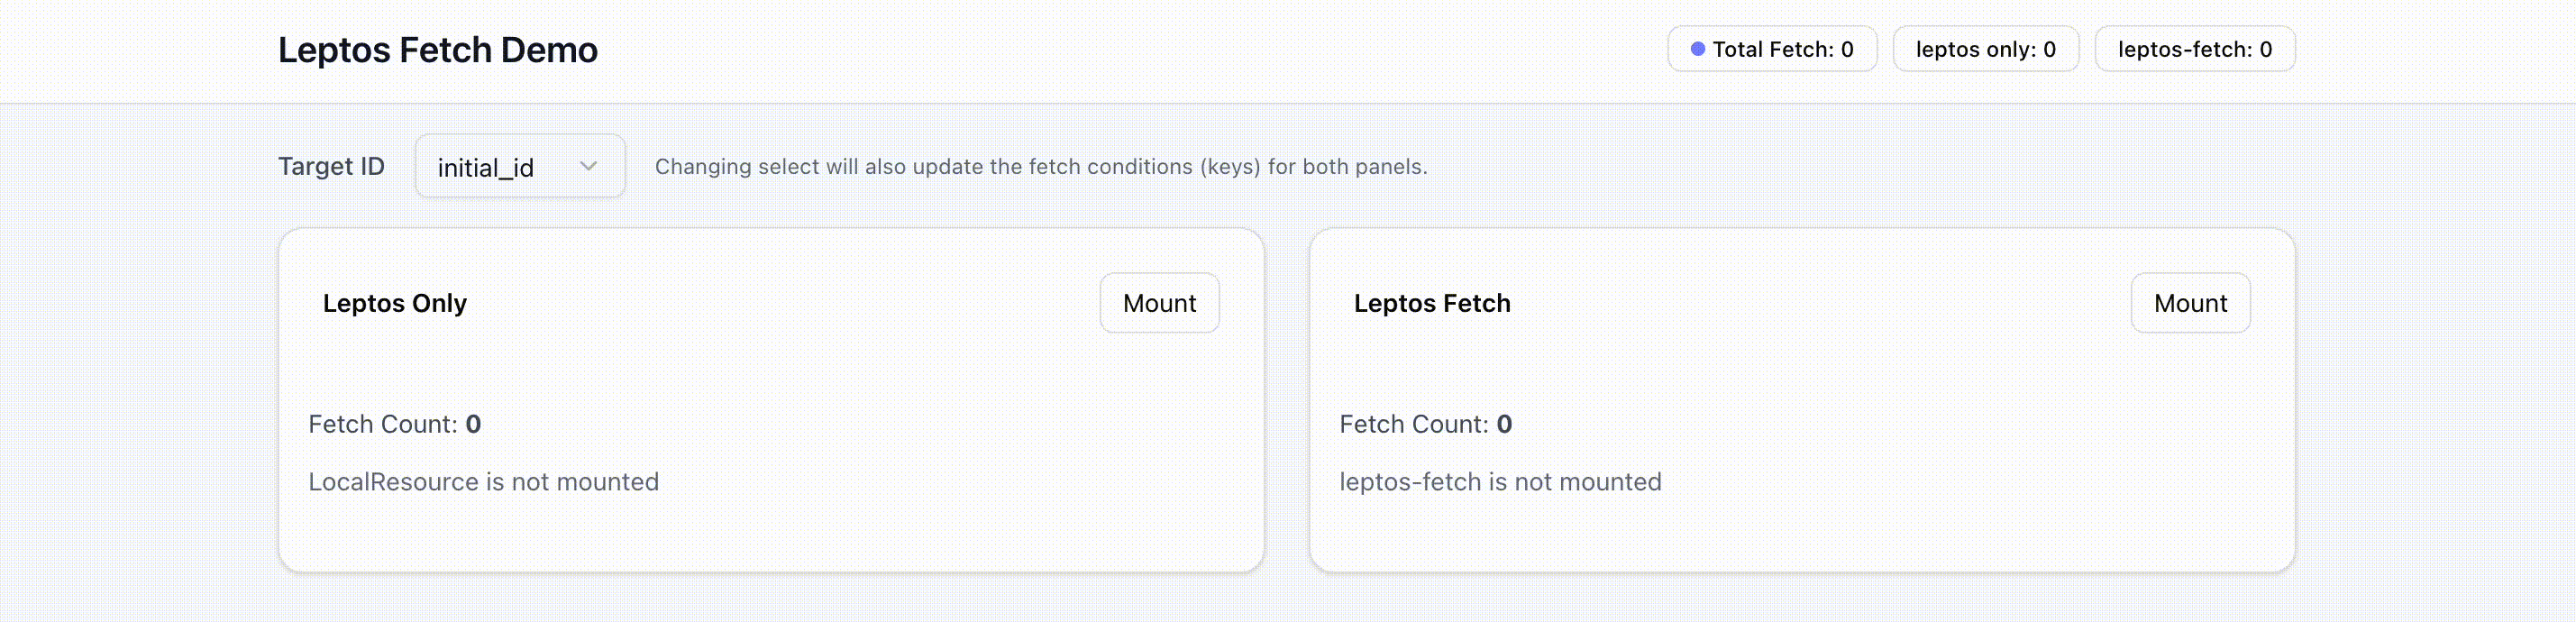 Leptos Fetch Demo
Total Fetch: 0
leptos only: 0
leptos-fetch: 0
Target ID
initial_id
Changing select will also update the fetch conditions (keys) for both panels.
Leptos Only
Mount
Fetch Count: 0
LocalResource is not mounted
Leptos Fetch
Mount
Fetch Count: 0
leptos-fetch is not mounted